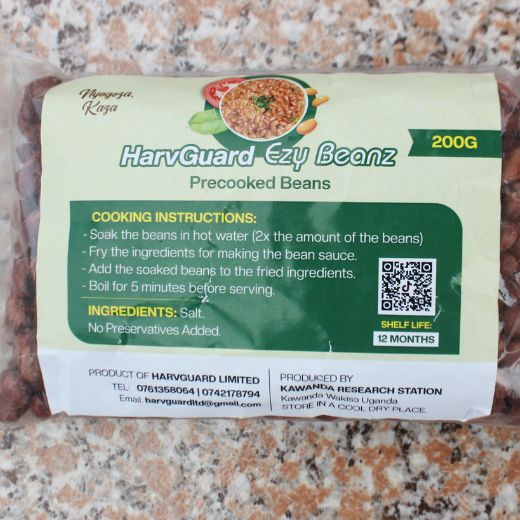 Nyogoza,
Kaza
HarvGuard Ezy Beanz
200G
Precooked Beans
COOKING INSTRUCTIONS:
- Soak the beans in hot water (2x the amount of the beans)
- Fry the ingredients for making the bean sauce.
- Add the soaked beans to the fried ingredients.
- Boil for 5 minutes before serving.
INGREDIENTS: Salt.
No Preservatives Added.
SHELF LIFE:
12 MONTHS
PRODUCT OF HARVGUARD LIMITED
TEL: 0761358064 | 0742178794
Email: harvguardltd@gmail.com
PRODUCED BY
KAWANDA RESEARCH STATION
Kawanda Wakiso Uganda
STORE IN A COOL DRY PLACE.